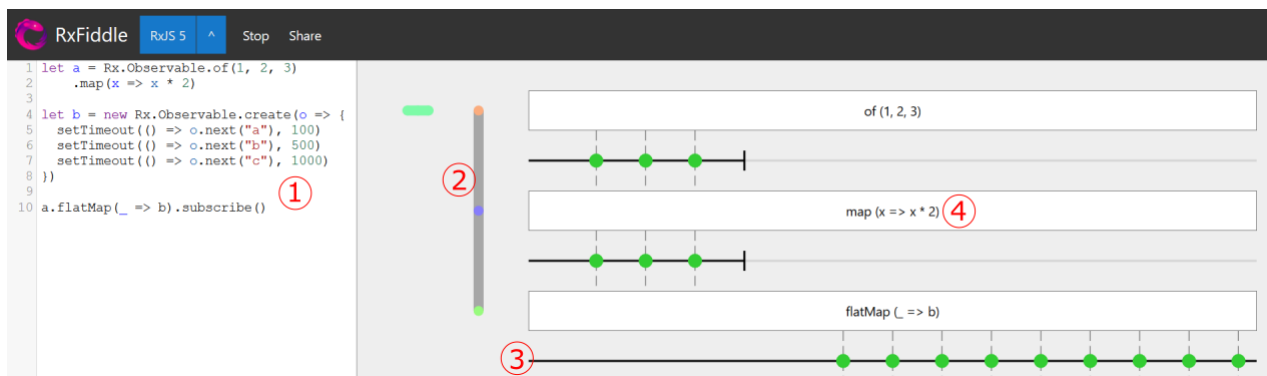 RxFiddle RxJS 5 ^ Stop Share
1 let a = Rx.Observable.of(1, 2, 3)
2 .map(x => x * 2)
3
4 let b = new Rx.Observable.create(o => {
5 setTimeout(() => o.next("a"), 100)
6 setTimeout(() => o.next("b"), 500)
7 setTimeout(() => o.next("c"), 1000)
8 })
9
10 a.flatMap(_ => b).subscribe()
1
2
of (1, 2, 3)
map (x => x * 2) 4
flatMap (_ => b)
3